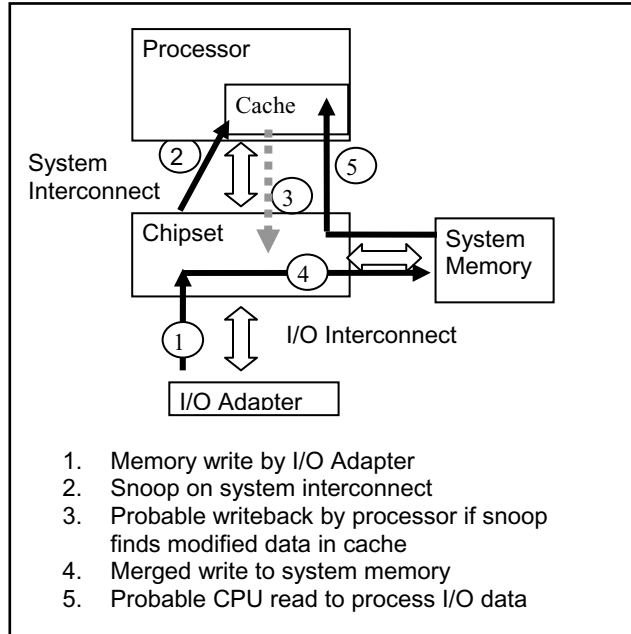 Processor
Cache
2
5
System
Interconnect
3
Chipset
System
Memory
4
I/O Interconnect
1
I/O Adapter
1. Memory write by I/O Adapter
2. Snoop on system interconnect
3. Probable writeback by processor if snoop
finds modified data in cache
4. Merged write to system memory
5. Probable CPU read to process I/O data